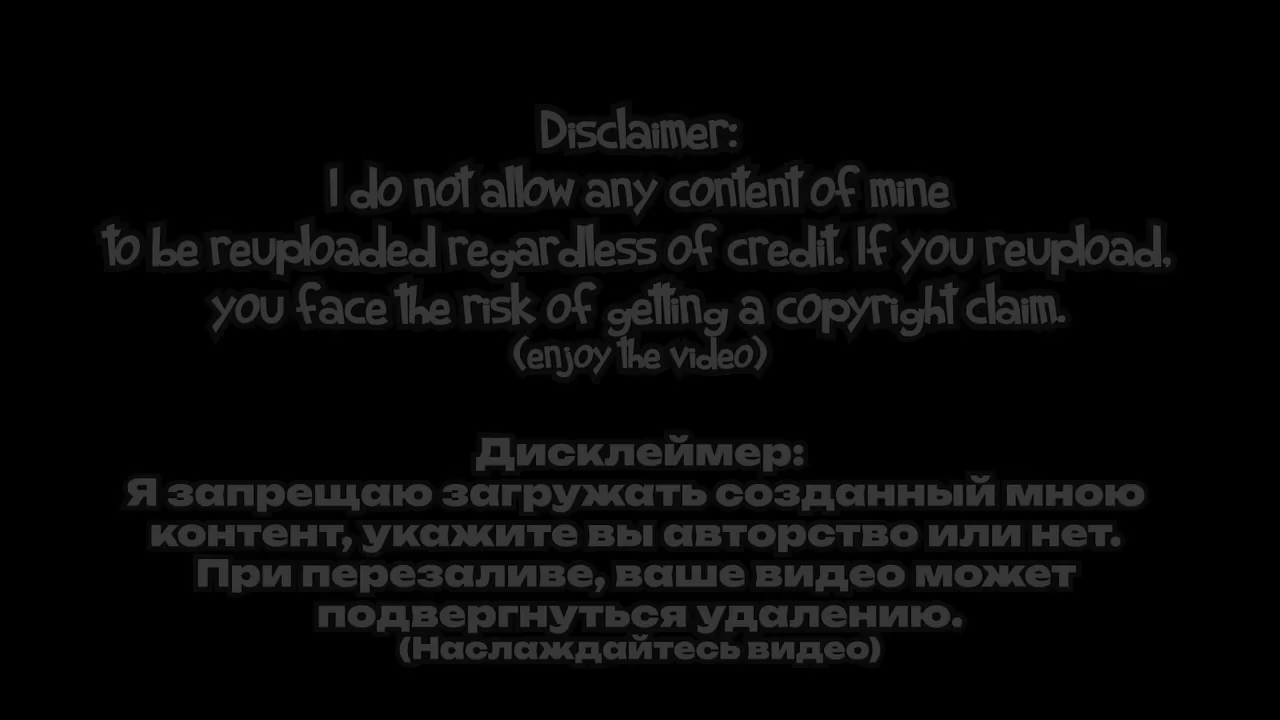 Disclaimer:
I do not allow any content of mine
to be reuploaded regardless of credit. If you reupload,
you face the risk of getting a copyright claim.
(enjoy the video)
Дисклеймер:
Я запрещаю загружать созданный мною
контент, укажите вы авторство или нет.
При перезаливе, ваше видео может
подвергнуться удалению.
(Наслаждайтесь видео)